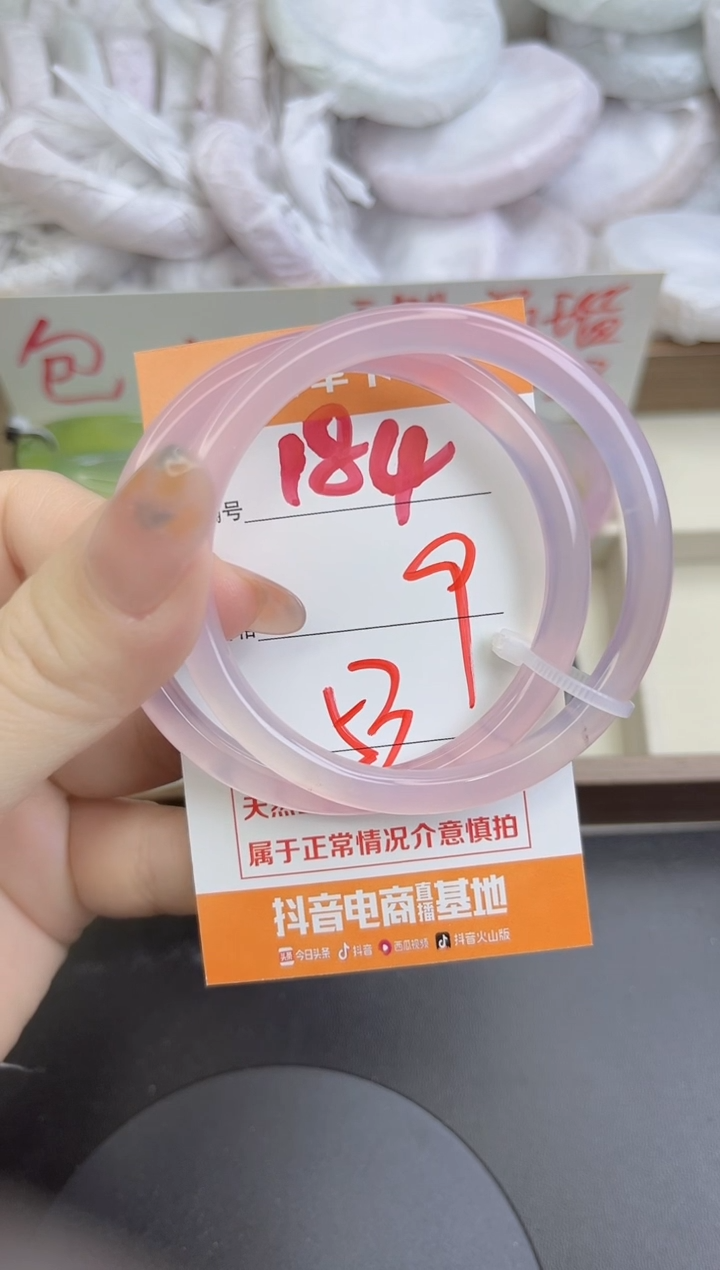 包
184
号
9
53
天然
属于正常情况介意慎拍
抖音电商直播基地
今日头条 抖音 西瓜视频 抖音火山版